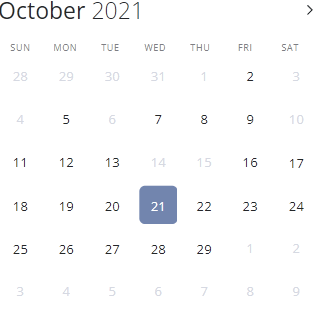 October 2021
SUN MON TUE WED THU FRI SAT
28 29 30 31 1 2 3
4 5 6 7 8 9 10
11 12 13 14 15 16 17
18 19 20 21 22 23 24
25 26 27 28 29 1 2
3 4 5 6 7 8 9